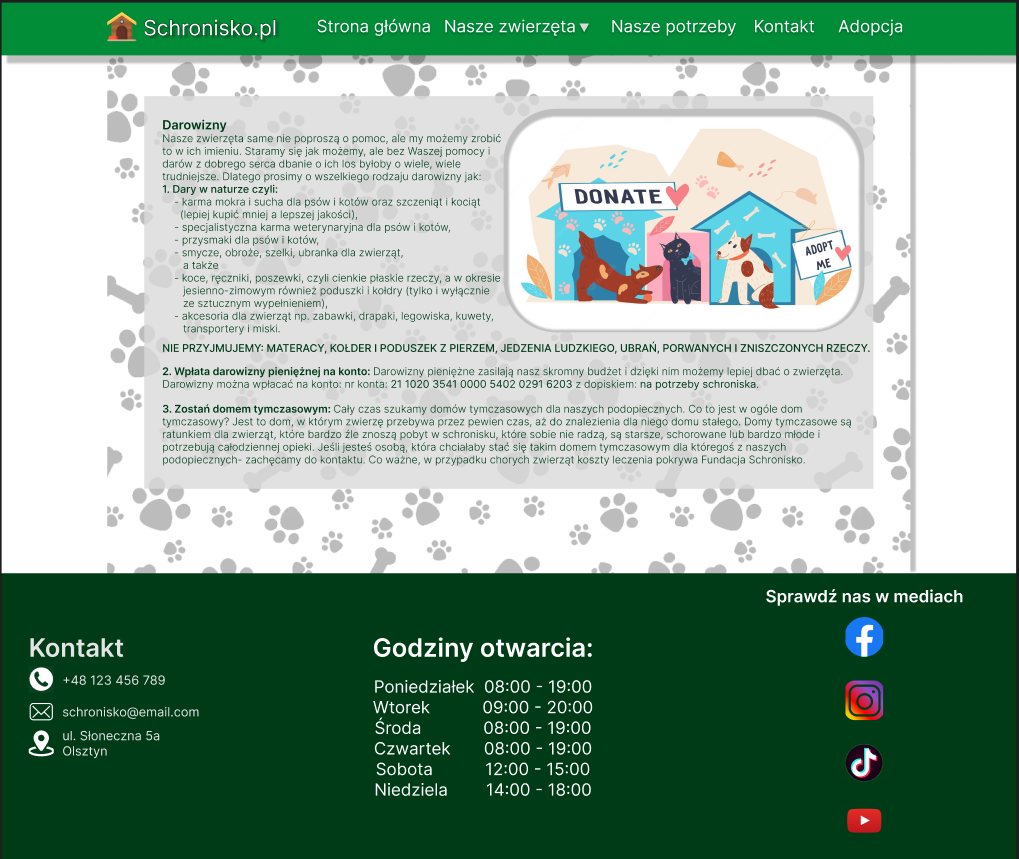 Schronisko.pl
Strona główna Nasze zwierzęta▼ Nasze potrzeby Kontakt Adopcja
Darowizny
Nasze zwierzęta same nie poproszą o pomoc, ale my możemy zrobić
to w ich imieniu. Staramy się jak możemy, ale bez Waszej pomocy i
darów z dobrego serca dbanie o ich los byłoby o wiele, wiele
trudniejsze. Dlatego prosimy o wszelkiego rodzaju darowizny jak:
1. Dary w naturze czyli:
- karma mokra i sucha dla psów i kotów oraz szczeniąt i kociąt
(lepiej kupić mniej a lepszej jakości),
- specjalistyczna karma weterynaryjna dla psów i kotów,
- przysmaki dla psów i kotów,
- smycze, obroże, szelki, ubranka dla zwierząt,
a także
- koce, ręczniki, poszewki, czyli cienkie płaskie rzeczy, a w okresie
jesienno-zimowym również poduszki i kołdry (tylko i wyłącznie
ze sztucznym wypełnieniem),
- akcesoria dla zwierząt np. zabawki, drapaki, legowiska, kuwety,
transportery i miski.
DONATE
ADOPT
ME
NIE PRZYJMUJEMY: MATERACY, KOŁDER I PODUSZEK Z PIERZEM, JEDZENIA LUDZKIEGO, UBRAŃ, PORWANYCH I ZNISZCZONYCH RZECZY.
2. Wpłata darowizny pieniężnej na konto: Darowizny pieniężne zasilają nasz skromny budżet i dzięki nim możemy lepiej dbać o zwierzęta.
Darowizny można wpłacać na konto: nr konta: 21 1020 3541 0000 5402 0291 6203 z dopiskiem: na potrzeby schroniska.
3. Zostań domem tymczasowym: Cały czas szukamy domów tymczasowych dla naszych podopiecznych. Co to jest w ogóle dom
tymczasowy? Jest to dom, w którym zwierzę przebywa przez pewien czas, aż do znalezienia dla niego domu stałego. Domy tymczasowe są
ratunkiem dla zwierząt, które bardzo źle znoszą pobyt w schronisku, które sobie nie radzą, są starsze, schorowane lub bardzo młode i
potrzebują całodziennej opieki. Jeśli jesteś osobą, która chciałaby stać się takim domem tymczasowym dla któregoś z naszych
podopiecznych- zachęcamy do kontaktu. Co ważne, w przypadku chorych zwierząt koszty leczenia pokrywa Fundacja Schronisko.
Kontakt
+48 123 456 789
schronisko@email.com
ul. Słoneczna 5a
Olsztyn
Godziny otwarcia:
Poniedziałek 08:00 - 19:00
Wtorek 09:00 - 20:00
Środa 08:00 - 19:00
Czwartek 08:00 - 19:00
Sobota 12:00 - 15:00
Niedziela 14:00 - 18:00
Sprawdź nas w mediach